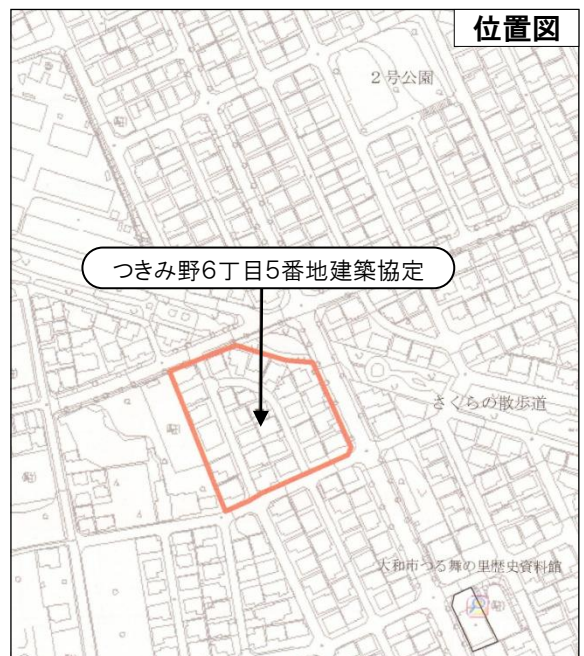 位置図
2号公園
つきみ野6丁目5番地建築協定
さくらの散歩道
大和市つる舞の里歴史資料館